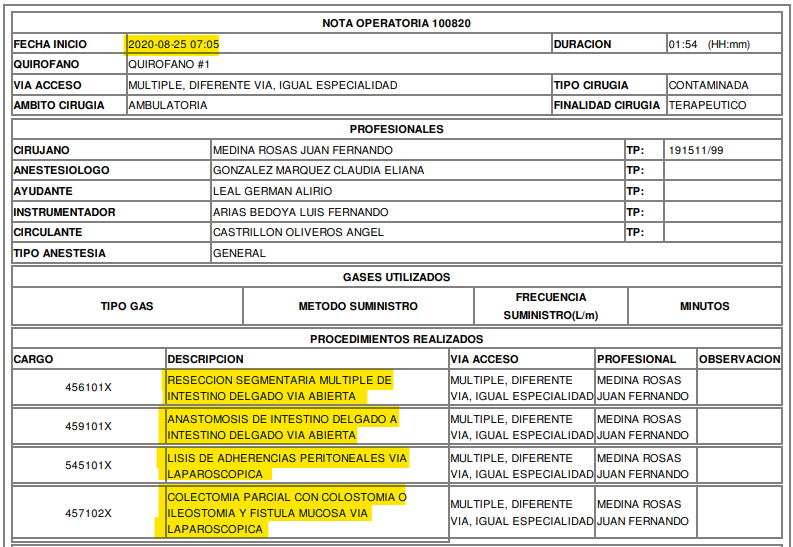 NOTA OPERATORIA 100820
FECHA INICIO 2020-08-25 07:05 DURACION 01:54 (HH:mm)
QUIROFANO QUIROFANO #1
VIA ACCESO MULTIPLE, DIFERENTE VIA, IGUAL ESPECIALIDAD TIPO CIRUGIA CONTAMINADA
AMBITO CIRUGIA AMBULATORIA FINALIDAD CIRUGIA TERAPEUTICO
PROFESIONALES
CIRUJANO MEDINA ROSAS JUAN FERNANDO TP: 191511/99
ANESTESIOLOGO GONZALEZ MARQUEZ CLAUDIA ELIANA TP:
AYUDANTE LEAL GERMAN ALIRIO TP:
INSTRUMENTADOR ARIAS BEDOYA LUIS FERNANDO TP:
CIRCULANTE CASTRILLON OLIVEROS ANGEL TP:
TIPO ANESTESIA GENERAL
GASES UTILIZADOS
TIPO GAS METODO SUMINISTRO FRECUENCIA SUMINISTRO(L/m) MINUTOS
PROCEDIMIENTOS REALIZADOS
CARGO DESCRIPCION VIA ACCESO PROFESIONAL OBSERVACION
456101X RESECCION SEGMENTARIA MULTIPLE DE INTESTINO DELGADO VIA ABIERTA MULTIPLE, DIFERENTE VIA, IGUAL ESPECIALIDAD MEDINA ROSAS JUAN FERNANDO
459101X ANASTOMOSIS DE INTESTINO DELGADO A INTESTINO DELGADO VIA ABIERTA MULTIPLE, DIFERENTE VIA, IGUAL ESPECIALIDAD MEDINA ROSAS JUAN FERNANDO
545101X LISIS DE ADHERENCIAS PERITONEALES VIA LAPAROSCOPICA MULTIPLE, DIFERENTE VIA, IGUAL ESPECIALIDAD MEDINA ROSAS JUAN FERNANDO
457102X COLECTOMIA PARCIAL CON COLOSTOMIA O ILEOSTOMIA Y FISTULA MUCOSA VIA LAPAROSCOPICA MULTIPLE, DIFERENTE VIA, IGUAL ESPECIALIDAD MEDINA ROSAS JUAN FERNANDO